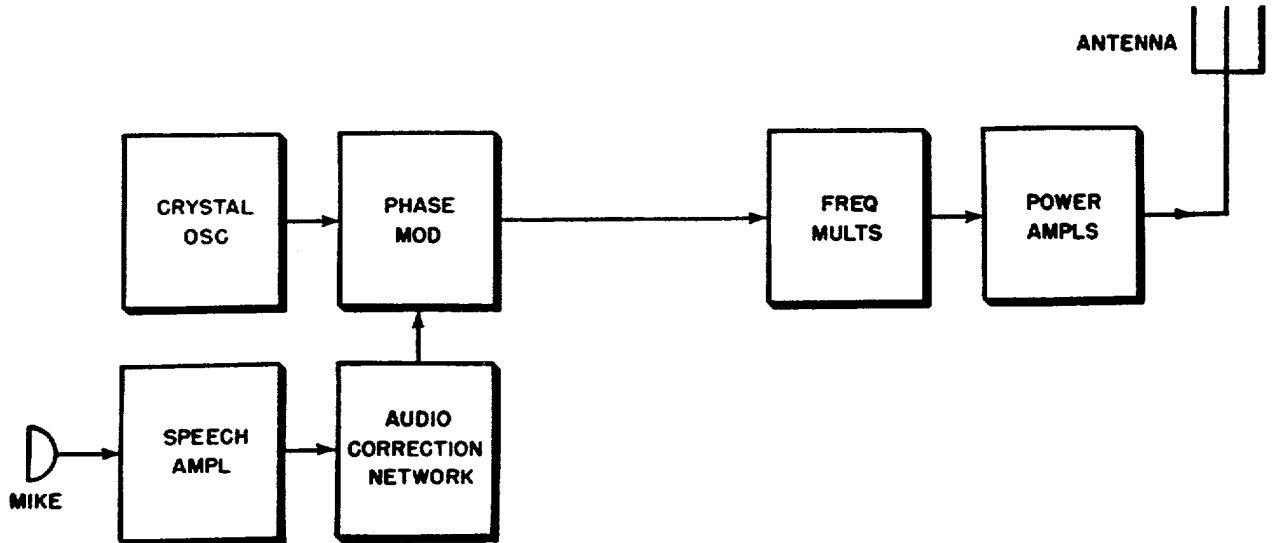 ANTENNA
CRYSTAL
OSC
PHASE
MOD
FREQ
MULTS
POWER
AMPLS
MIKE
SPEECH
AMPL
AUDIO
CORRECTION
NETWORK